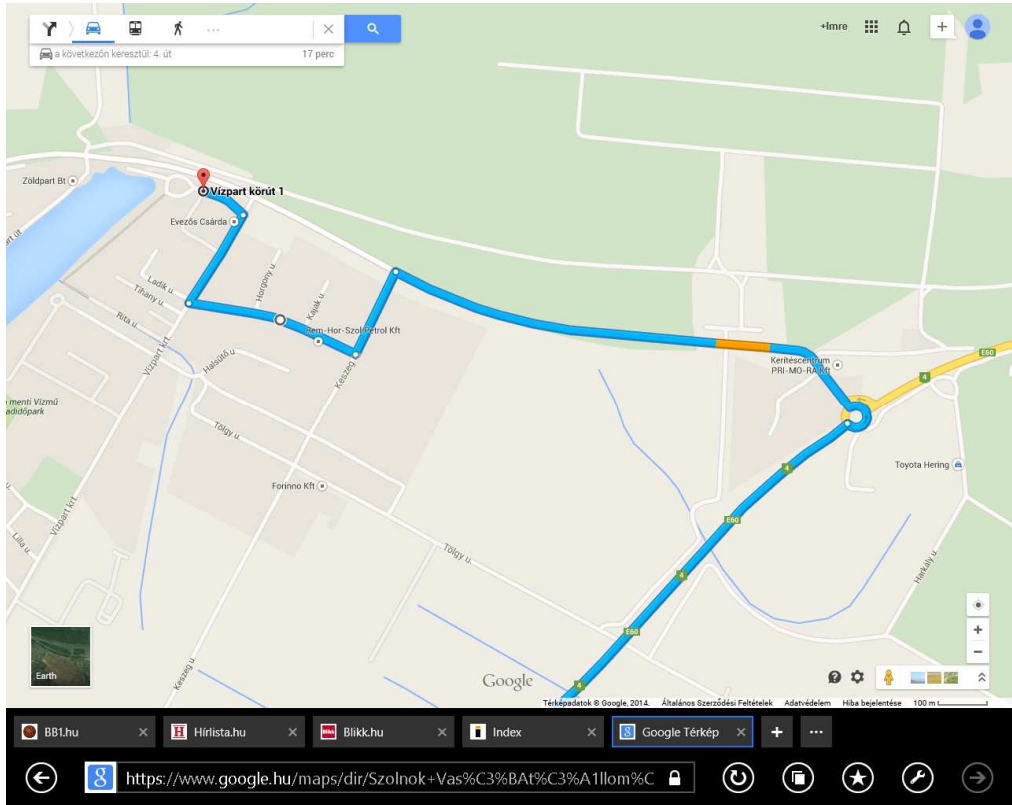 +Imre
a következőn keresztül: 4. út 17 perc
Zöldpart Bt
Vízpart körút 1
Evezős Csárda
part út
Ladik u.
Horgony u.
Tihany u.
Kajak u.
Rem-Hor-Szol Petrol Kft
Rita u.
Vízpart krt.
Halsütő u
Keszeg u.
Kerítéscentrum
PRI-MO-RA Kft
E60
4
menti Vízmű
adidőpark
Tölgy u.
4
Toyota Hering
Forinno Kft
E60
Vízpart krt.
Lilla u.
Tölgy u.
Harkály u.
4
E60
Keszeg u.
4
Earth
Google
Térképadatok © Google, 2014. Általános Szerződési Feltételek Adatvédelem Hiba bejelentése 100 m
BB1.hu Hírlista.hu Blikk.hu Index Google Térkép
https://www.google.hu/maps/dir/Szolnok+Vas%C3%BAt%C3%A1llom%C